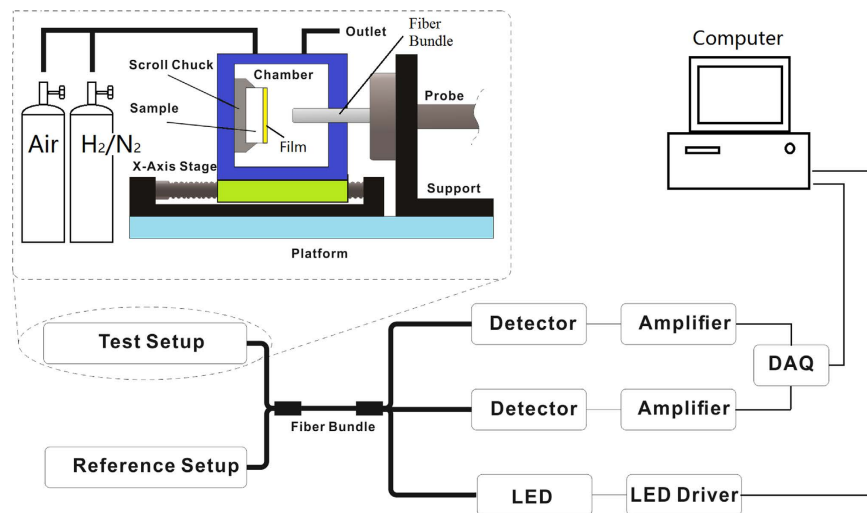 Fiber
Bundle
Outlet
Computer
Scroll Chuck
Chamber
Probe
Sample
Air
H₂/N₂
Film
X-Axis Stage
Support
Platform
Test Setup
Detector
Amplifier
DAQ
Detector
Amplifier
Fiber Bundle
Reference Setup
LED
LED Driver